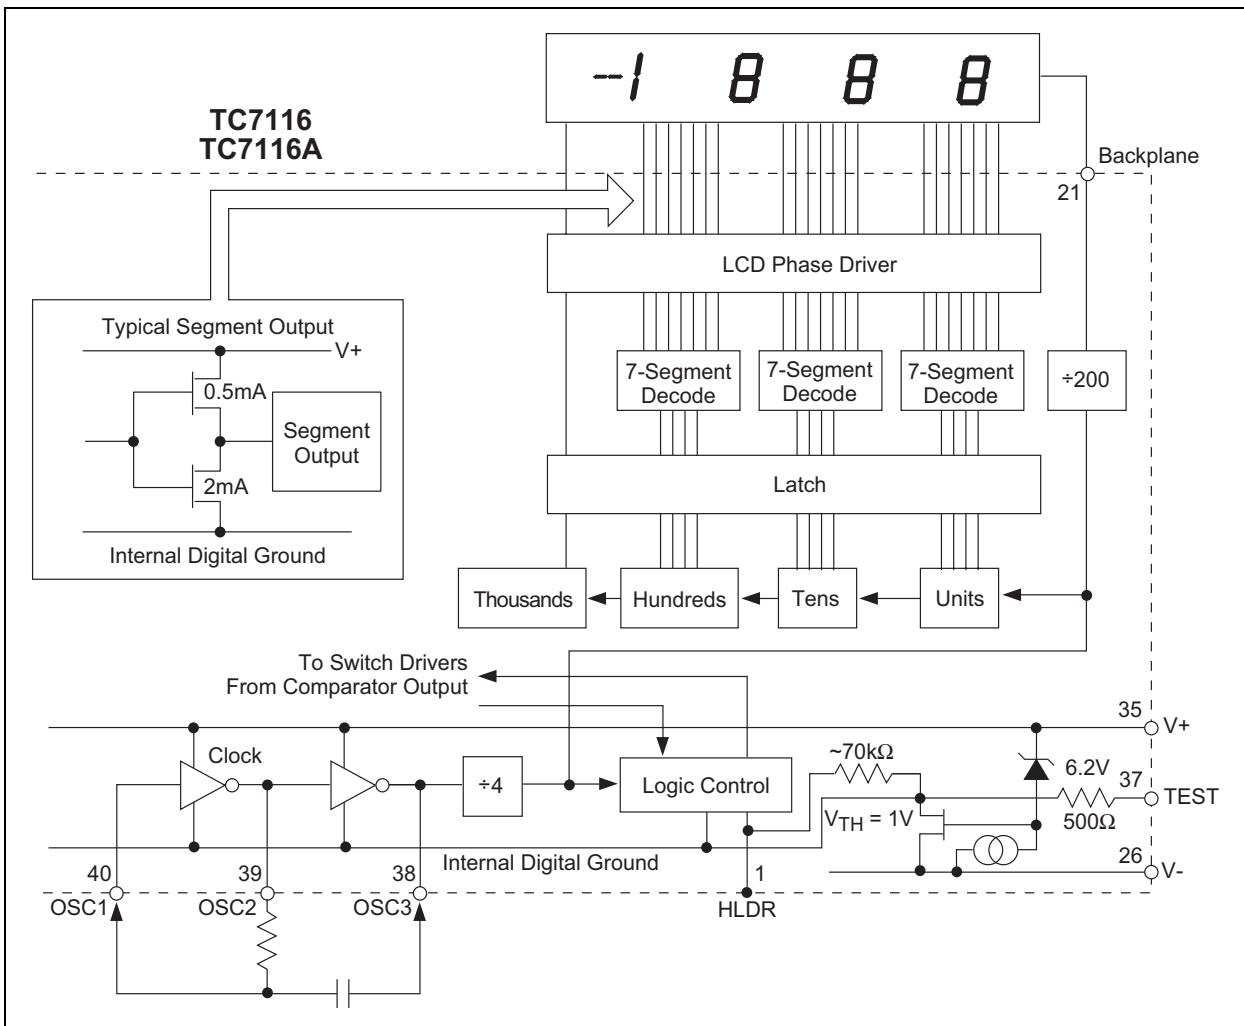 -1 8 8 8
TC7116
TC7116A
Backplane
21
LCD Phase Driver
Typical Segment Output
V+
0.5mA
Segment
Output
2mA
Internal Digital Ground
7-Segment
Decode
7-Segment
Decode
7-Segment
Decode
÷200
Latch
Thousands
Hundreds
Tens
Units
To Switch Drivers
From Comparator Output
35
V+
Clock
÷4
Logic Control
~70kΩ
6.2V
37
TEST
500Ω
VTH = 1V
Internal Digital Ground
26
V-
40
39
38
1
OSC1
OSC2
OSC3
HLDR